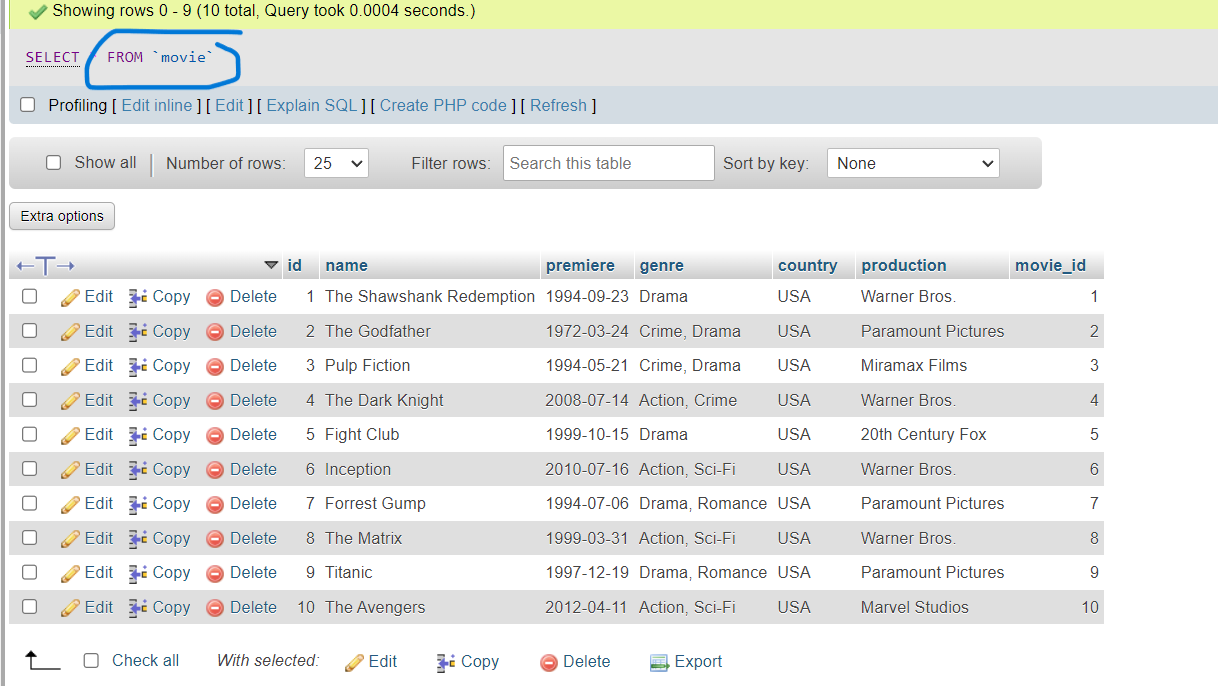 Showing rows 0 - 9 (10 total, Query took 0.0004 seconds.)
SELECT * FROM `movie`
Profiling [ Edit inline ] [ Edit ] [ Explain SQL ] [ Create PHP code ] [ Refresh ]
Show all Number of rows: 25 Filter rows: Search this table Sort by key: None
Extra options
id name premiere genre country production movie_id
Edit Copy Delete 1 The Shawshank Redemption 1994-09-23 Drama USA Warner Bros. 1
Edit Copy Delete 2 The Godfather 1972-03-24 Crime, Drama USA Paramount Pictures 2
Edit Copy Delete 3 Pulp Fiction 1994-05-21 Crime, Drama USA Miramax Films 3
Edit Copy Delete 4 The Dark Knight 2008-07-14 Action, Crime USA Warner Bros. 4
Edit Copy Delete 5 Fight Club 1999-10-15 Drama USA 20th Century Fox 5
Edit Copy Delete 6 Inception 2010-07-16 Action, Sci-Fi USA Warner Bros. 6
Edit Copy Delete 7 Forrest Gump 1994-07-06 Drama, Romance USA Paramount Pictures 7
Edit Copy Delete 8 The Matrix 1999-03-31 Action, Sci-Fi USA Warner Bros. 8
Edit Copy Delete 9 Titanic 1997-12-19 Drama, Romance USA Paramount Pictures 9
Edit Copy Delete 10 The Avengers 2012-04-11 Action, Sci-Fi USA Marvel Studios 10
Check all With selected: Edit Copy Delete Export